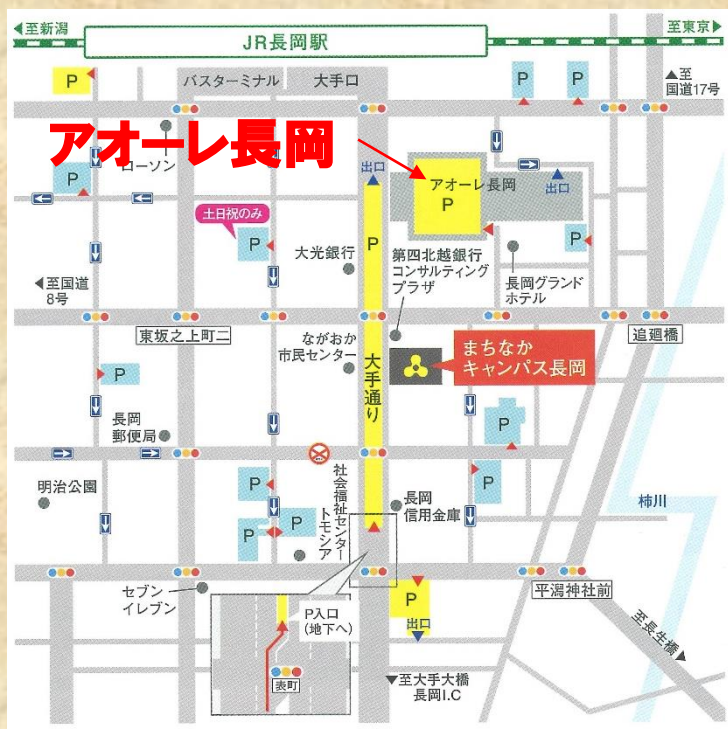 ◀至新潟
JR長岡駅
至東京▶
P
バスターミナル
大手口
P
P
▲至
国道17号
アオーレ長岡
ローソン
P
出口
アオーレ長岡
P
出口
土日祝のみ
P
P
大光銀行
第四北越銀行
コンサルティング
プラザ
長岡グランド
ホテル
P
◀至国道
8号
東坂之上町二
ながおか
市民センター
大手通り
まちなか
キャンパス長岡
追廻橋
P
長岡
郵便局
P
明治公園
P
P
P
社会福祉センター
トモシア
長岡
信用金庫
P
柿川
セブン
イレブン
P入口
(地下へ)
表町
P
出口
平潟神社前
至長生橋▶
▼至大手大橋
長岡I.C